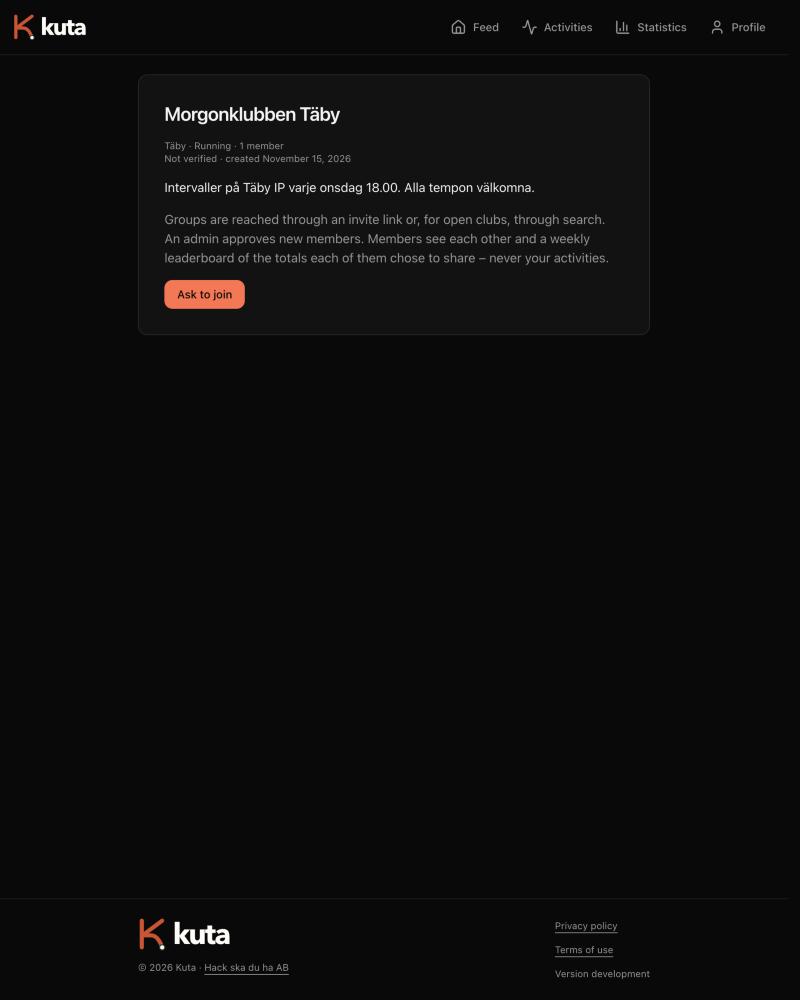 kuta
Feed
Activities
Statistics
Profile
Morgonklubben Täby
Täby · Running · 1 member
Not verified · created November 15, 2026
Intervaller på Täby IP varje onsdag 18.00. Alla tempon välkomna.
Groups are reached through an invite link or, for open clubs, through search.
An admin approves new members. Members see each other and a weekly
leaderboard of the totals each of them chose to share – never your activities.
Ask to join
kuta
© 2026 Kuta · Hack ska du ha AB
Privacy policy
Terms of use
Version development